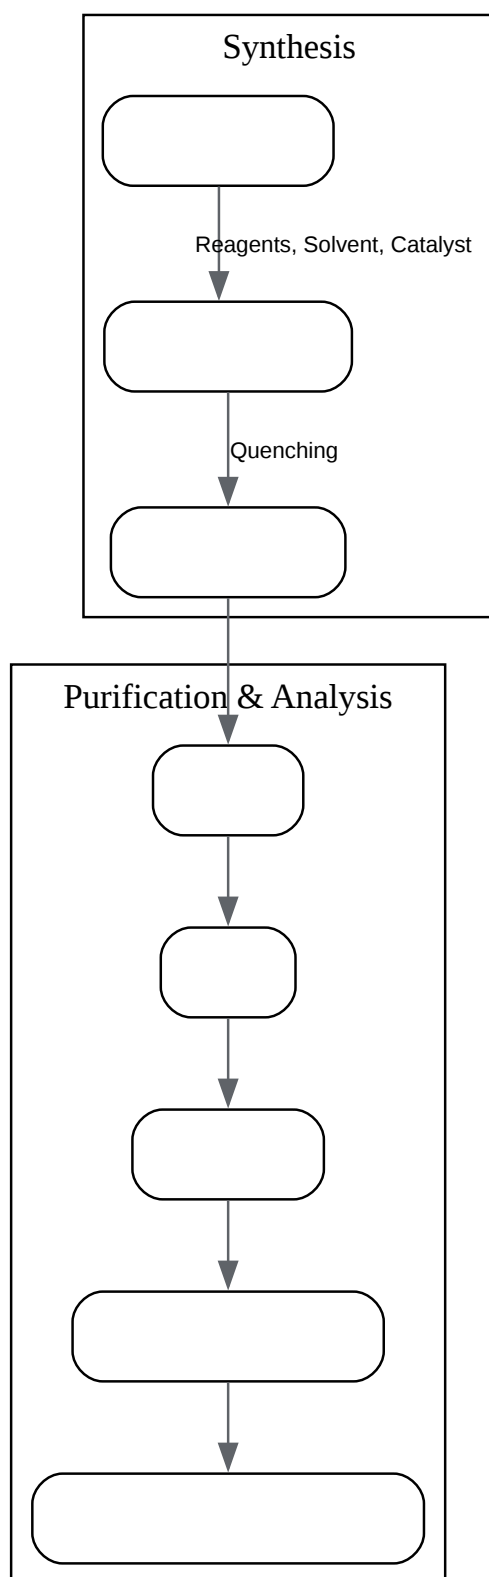 Synthesis
Reagents, Solvent, Catalyst
Quenching
Purification & Analysis